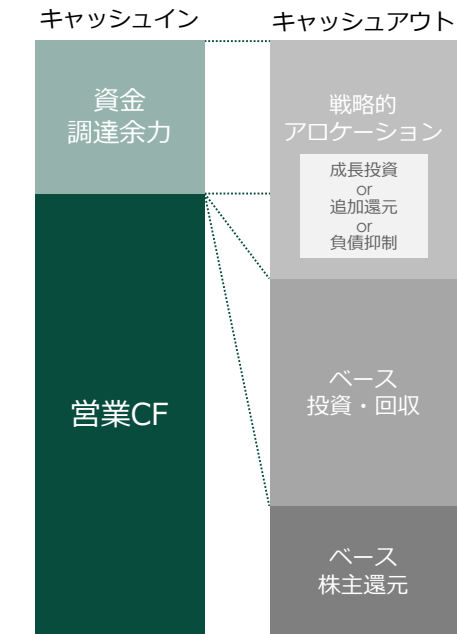 キャッシュイン
キャッシュアウト
資金
調達余力
営業CF
戦略的
アロケーション
成長投資
or
追加還元
or
負債抑制
ベース
投資・回収
ベース
株主還元